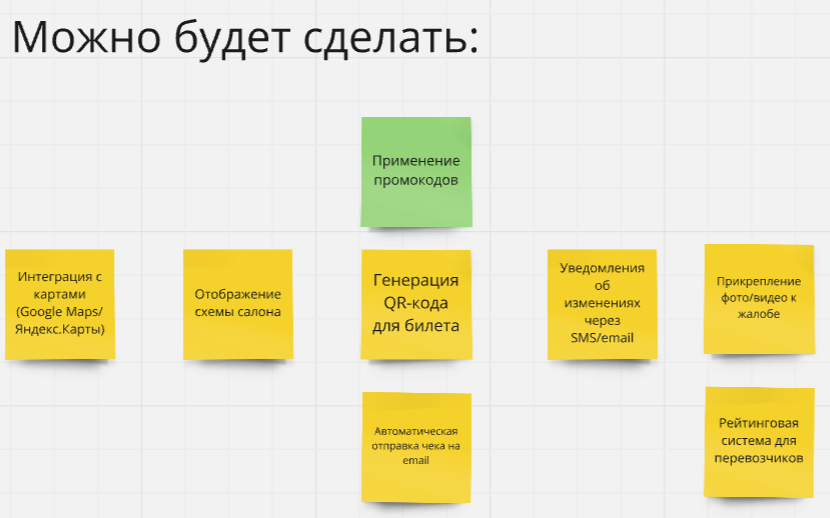 Можно будет сделать:
Применение
промокодов
Интеграция с
картами
(Google Maps/
Яндекс.Карты)
Отображение
схемы салона
Генерация
QR-кода
для билета
Уведомления
об
изменениях
через
SMS/email
Прикрепление
фото/видео к
жалобе
Автоматическая
отправка чека на
email
Рейтинговая
система для
перевозчиков